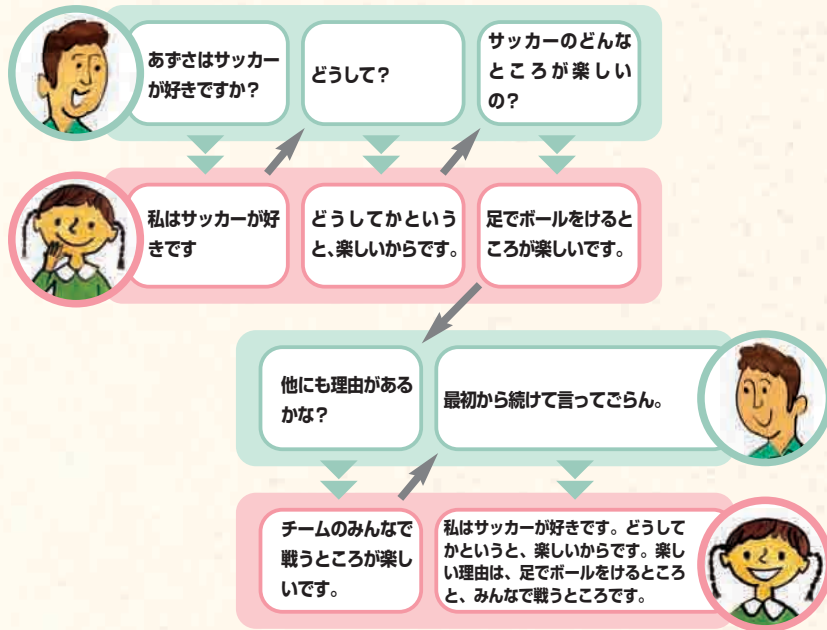 あずさはサッカー
が好きですか？
私はサッカーが好
きです
どうして？
どうしてかという
と、楽しいからです。
サッカーのどんな
ところが楽しい
の？
足でボールをけると
ころが楽しいです。
他にも理由がある
かな？
チームのみんなで
戦うところが楽し
いです。
最初から続けて言ってごらん。
私はサッカーが好きです。どうして
かというと、楽しいからです。楽し
い理由は、足でボールをけるところ
と、みんなで戦うところです。